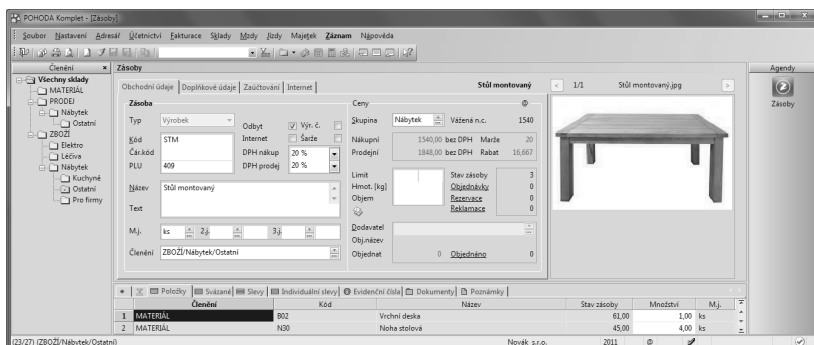 POHODA Komplet - [Zásoby]
Soubor Nastavení Adresář Účetnictví Fakturace Sklady Mzdy Jízdy Majetek Záznam Nápověda
Členění × Zásoby Agendy
Všechny sklady
MATERIÁL
PRODEJ
Nábytek
Ostatní
ZBOŽÍ
Elektro
Léčiva
Nábytek
Kuchyně
Ostatní
Pro firmy
Obchodní údaje Doplňkové údaje Zaúčtování Internet Stůl montovaný
Zásoba
Typ Výrobek Odbyt Výr. č.
Kód STM Internet Šarže
Čár.kód DPH nákup 20 %
PLU 409 DPH prodej 20 %
Název Stůl montovaný
Text
M.j. ks 2.j. 3.j.
Členění ZBOŽÍ/Nábytek/Ostatní
Ceny @
Skupina Nábytek Vážená n.c. 1540
Nákupní 1540,00 bez DPH Marže 20
Prodejní 1848,00 bez DPH Rabat 16,667
Limit Stav zásoby 3
Hmot. [kg] Objednávky 0
Objem Rezervace 0
Reklamace 0
Dodavatel
Obj.název
Objednat 0 Objednáno 0
< 1/1 Stůl montovaný.jpg >
Zásoby
Položky Svázané Slevy Individuální slevy Evidenční čísla Dokumenty Poznámky
Členění Kód Název Stav zásoby Množství M.j.
1 MATERIÁL B02 Vrchní deska 61,00 1,00 ks
2 MATERIÁL N30 Noha stolová 45,00 4,00 ks
(23/27) (ZBOŽÍ/Nábytek/Ostatní) Novák s.r.o. 2011 @